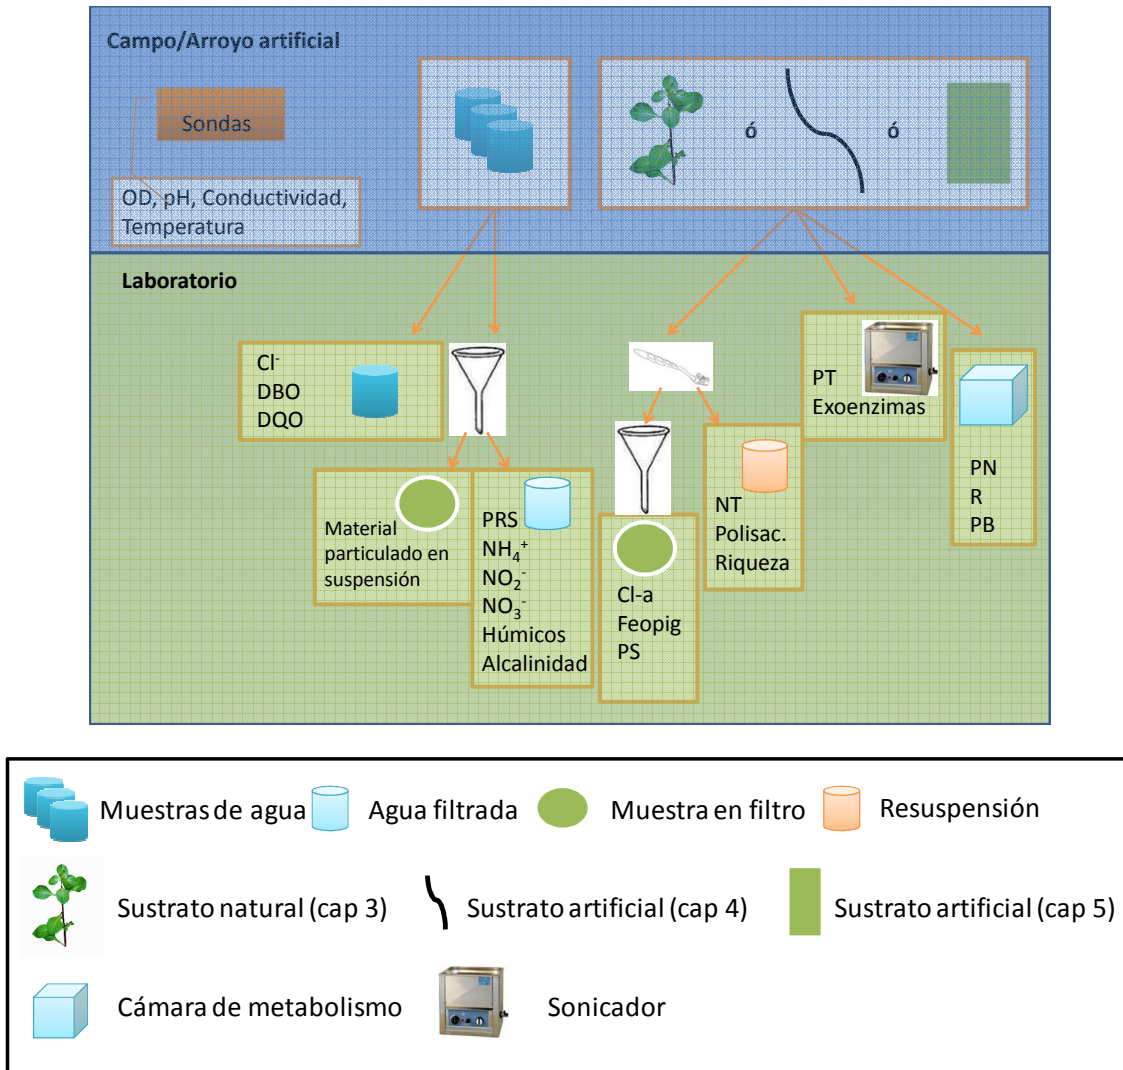 Campo/Arroyo artificial
Sondas
OD, pH, Conductividad,
Temperatura
ó
ó
Laboratorio
Cl⁻
DBO
DQO
Material
particulado en
suspensión
PRS
NH₄⁺
NO₂⁻
NO₃⁻
Húmicos
Alcalinidad
Cl-a
Feopig
PS
NT
Polisac.
Riqueza
PT
Exoenzimas
PN
R
PB
Muestras de agua
Agua filtrada
Muestra en filtro
Resuspensión
Sustrato natural (cap 3)
Sustrato artificial (cap 4)
Sustrato artificial (cap 5)
Cámara de metabolismo
Sonicador